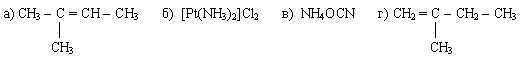 а) CH₃ – C = CH – CH₃ б) [Pt(NH₃)₂]Cl₂ в) NH₄OCN г) CH₂ = C – CH₂ – CH₃
CH₃ CH₃